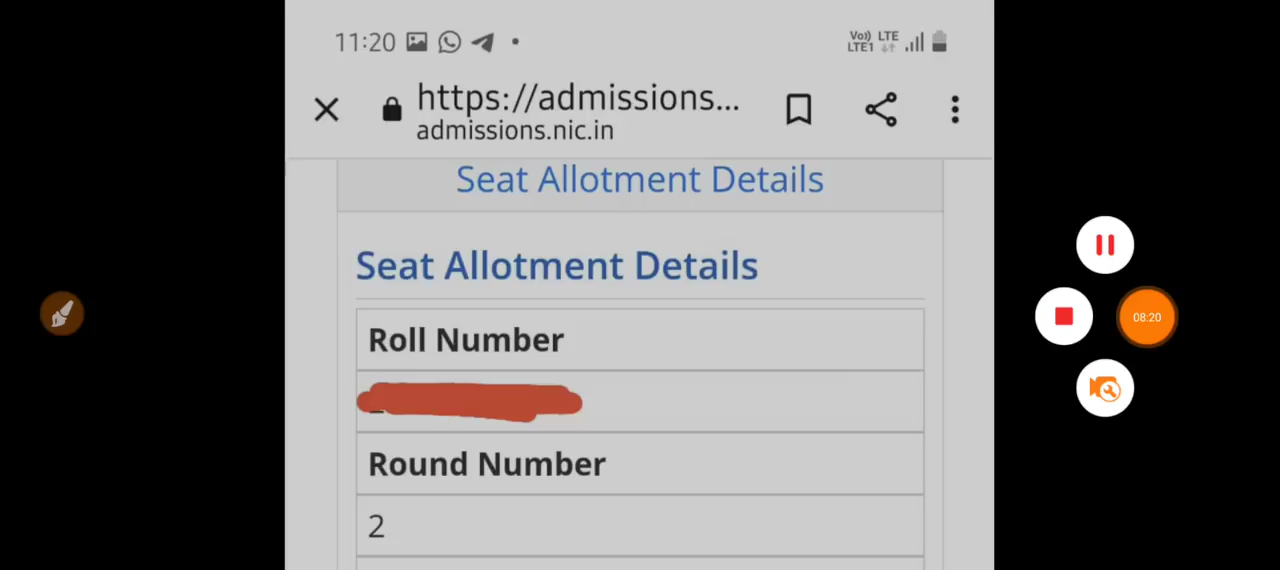 11:20
Vo)) LTE
LTE1
https://admissions...
admissions.nic.in
Seat Allotment Details
Seat Allotment Details
Roll Number
Round Number
2
08:20